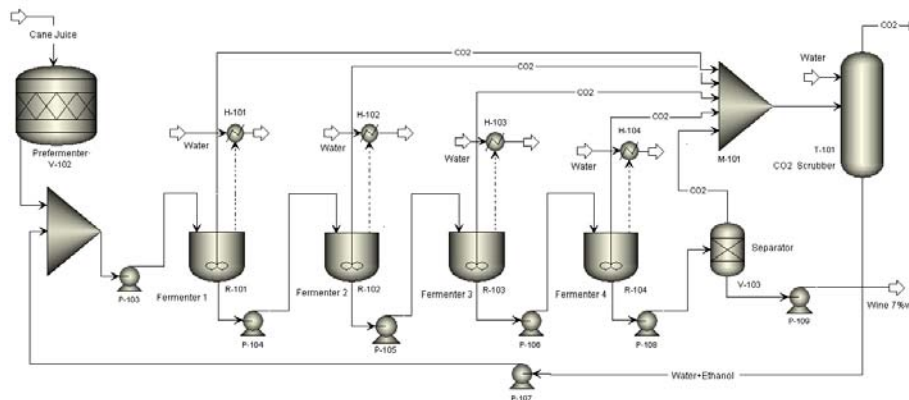 CO2
Cane Juice
CO2
CO2
Water
H-101
H-102
CO2
H-103
CO2
H-104
Water
Water
Water
Water
M-101
T-101
CO2 Scrubber
Prefermenter
V-102
CO2
Separator
P-103
Fermenter 1
R-101
Fermenter 2
R-102
Fermenter 3
R-103
Fermenter 4
R-104
V-103
P-104
P-105
P-106
P-108
P-109
Wine 7%w
Water+Ethanol
P-107